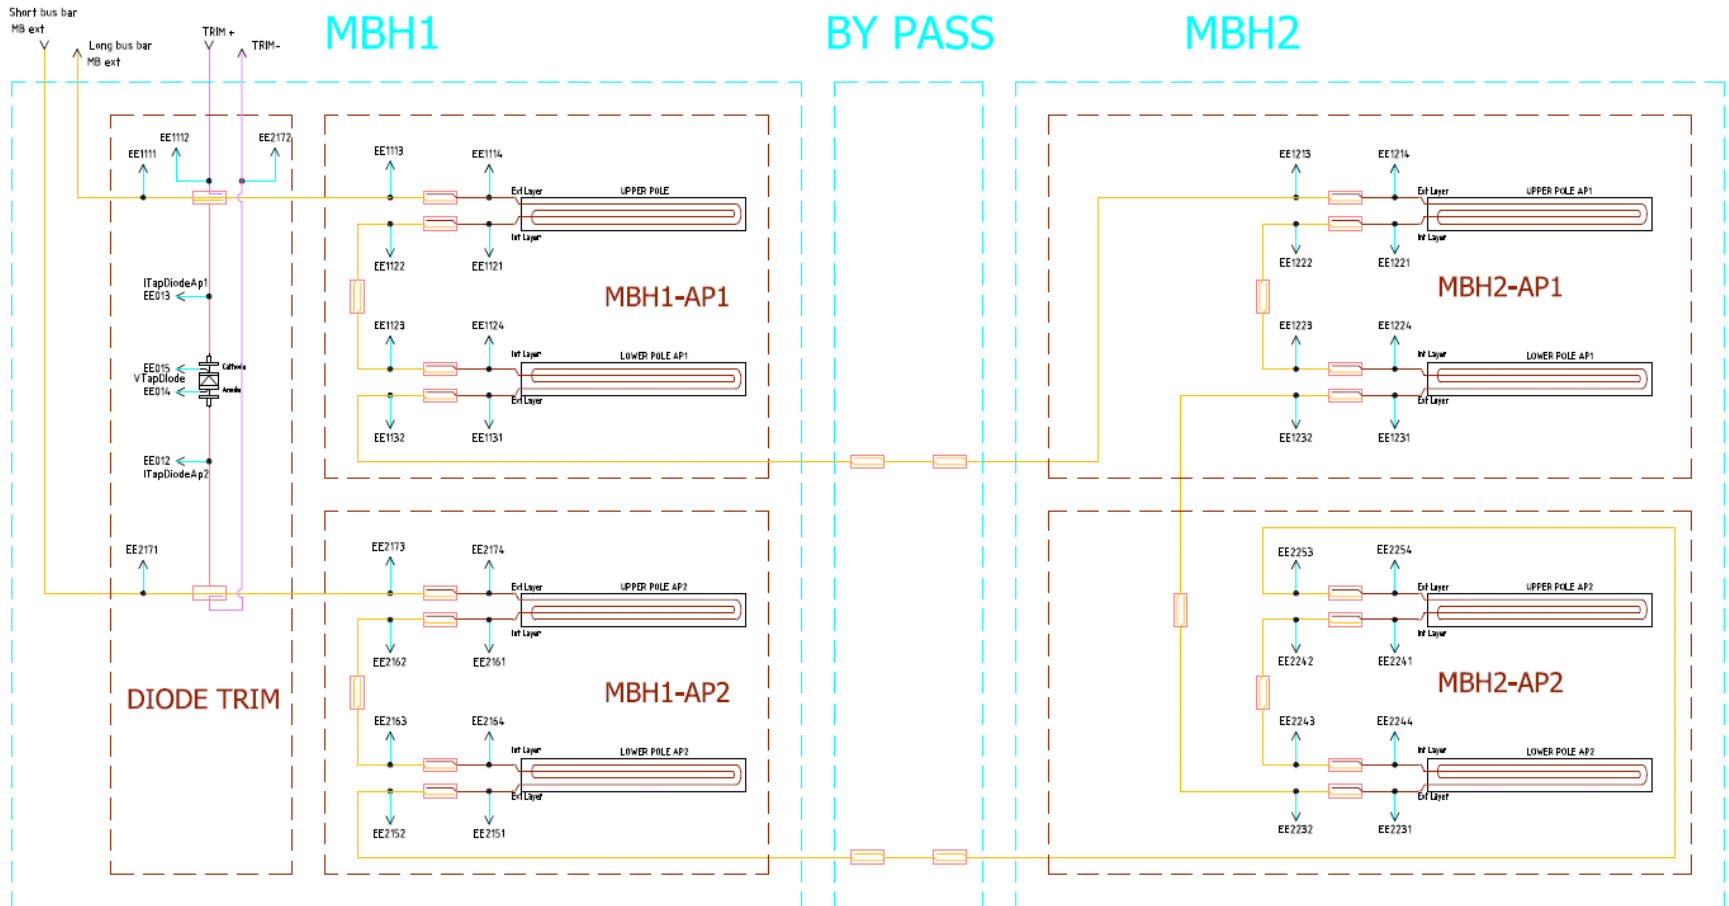 Short bus bar
MB ext
Long bus bar
MB ext
TRIM +
TRIM-
MBH1
BY PASS
MBH2
EE1111
EE1112
EE2172
ITapDiodeAp1
EE013
EE015
Cathode
VTapDiode
EE014
Anode
EE012
ITapDiodeAp2
EE2171
DIODE TRIM
EE1113
EE1114
Ext Layer
UPPER POLE
Int Layer
EE1122
EE1121
MBH1-AP1
EE1123
EE1124
Int Layer
LOWER POLE AP1
Ext Layer
EE1132
EE1131
EE2173
EE2174
Ext Layer
UPPER POLE AP2
Int Layer
EE2162
EE2161
MBH1-AP2
EE2163
EE2164
Int Layer
LOWER POLE AP2
Ext Layer
EE2152
EE2151
EE1213
EE1214
Ext Layer
UPPER POLE AP1
Int Layer
EE1222
EE1221
MBH2-AP1
EE1223
EE1224
Int Layer
LOWER POLE AP1
Ext Layer
EE1232
EE1231
EE2253
EE2254
Ext Layer
UPPER POLE AP2
Int Layer
EE2242
EE2241
MBH2-AP2
EE2243
EE2244
Int Layer
LOWER POLE AP2
Ext Layer
EE2232
EE2231